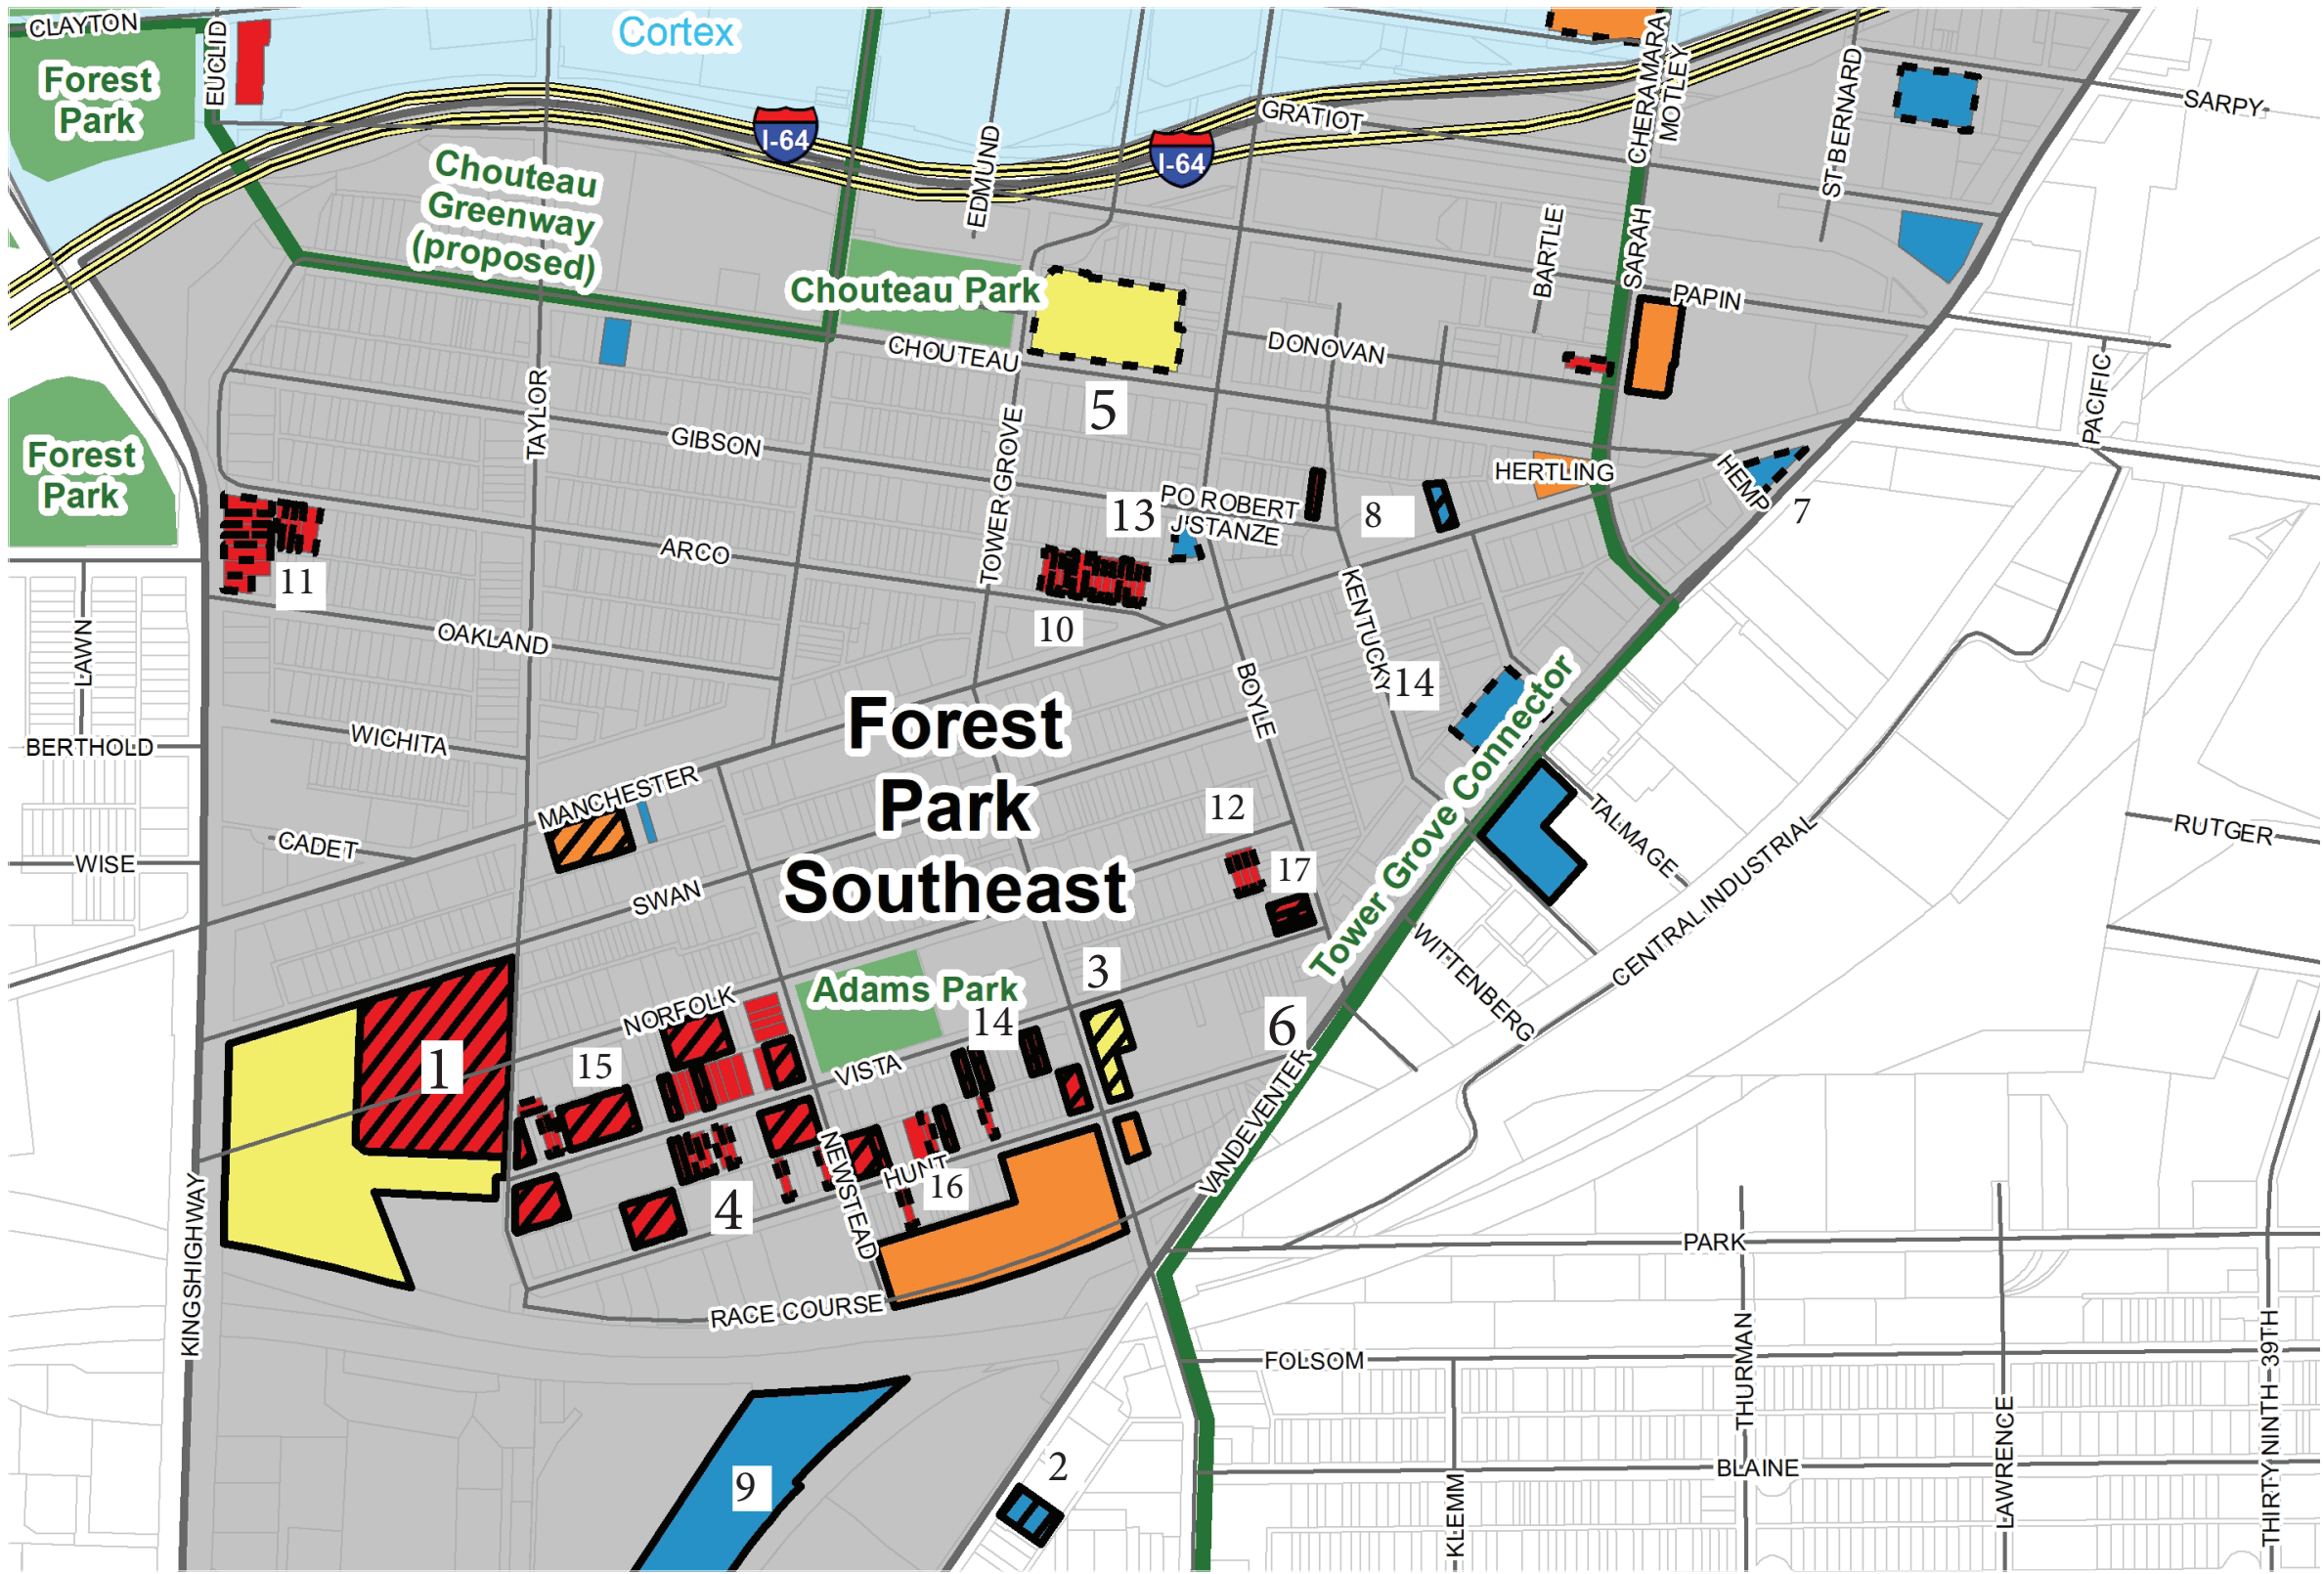 CLAYTON
EUCLID
Cortex
CHERAMARA
MOTLEY
ST BERNARD
SARPY
Forest
Park
I-64
I-64
GRATIOT
EDMUND
Chouteau
Greenway
(proposed)
BARTLE
SARAH
PAPIN
Chouteau Park
CHOUTEAU
DONOVAN
PACIFIC
TAYLOR
5
GIBSON
TOWER GROVE
Forest
Park
HERTLING
HEMP
7
PO ROBERT
J STANZE
13
8
ARCO
11
10
KENTUCKY
LAWN
OAKLAND
14
BOYLE
Forest
Park
Southeast
Tower Grove Connector
WICHITA
BERTHOLD
MANCHESTER
12
TALMAGE
CENTRAL INDUSTRIAL
RUTGER
CADET
WISE
17
SWAN
WITTENBERG
3
Adams Park
NORFOLK
14
6
1
15
VISTA
VANDEVENTER
NEWSTEAD
HUNT
16
4
KINGSHIGHWAY
PARK
RACE COURSE
FOLSOM
THURMAN
THIRTY NINTH
39TH
LAWRENCE
BLAINE
KLEMM
2
9